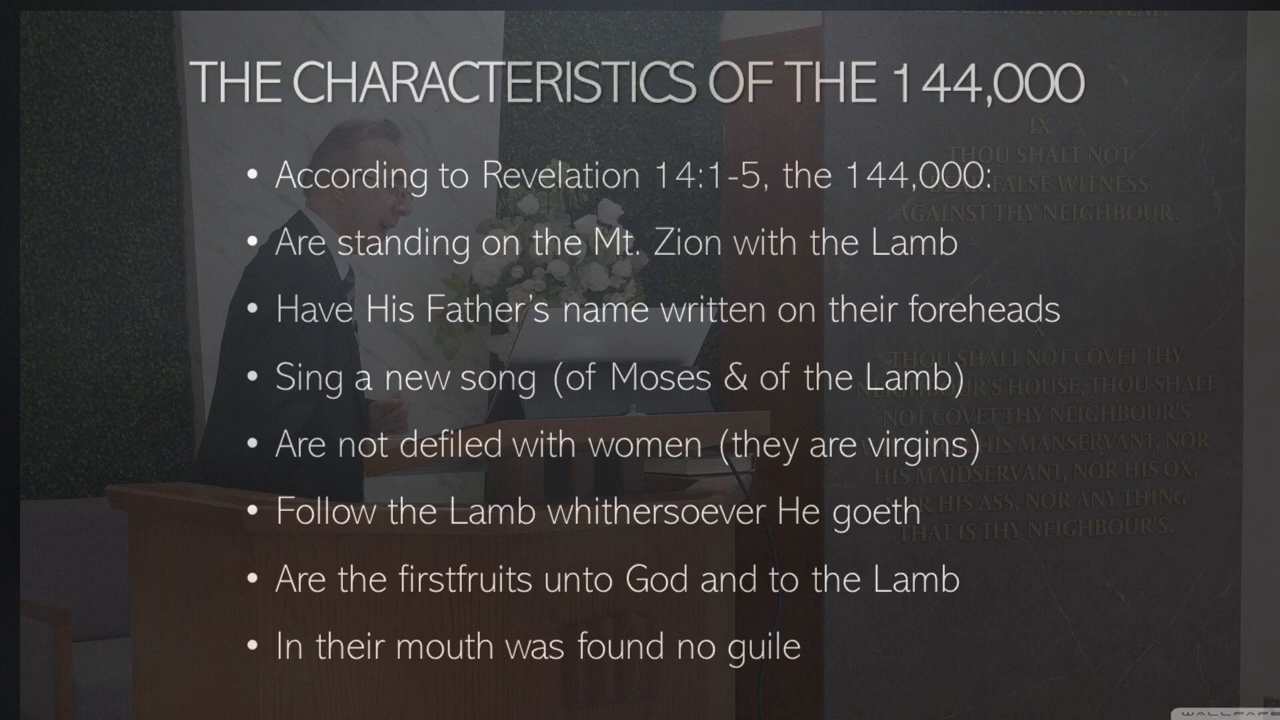 THE CHARACTERISTICS OF THE 144,000
• According to Revelation 14:1-5, the 144,000:
• Are standing on the Mt. Zion with the Lamb
• Have His Father's name written on their foreheads
• Sing a new song (of Moses & of the Lamb)
• Are not defiled with women (they are virgins)
• Follow the Lamb whithersoever He goeth
• Are the firstfruits unto God and to the Lamb
• In their mouth was found no guile
IX.
THOU SHALT NOT
FALSE WITNESS
AGAINST THY NEIGHBOUR.
THOU SHALT NOT COVET THY
HOUSE, THOU SHALT
NOT COVET THY NEIGHBOUR'S
HIS MANSERVANT, NOR
HIS MAIDSERVANT, NOR HIS OX,
NOR HIS ASS, NOR ANY THING
THAT IS THY NEIGHBOUR'S.